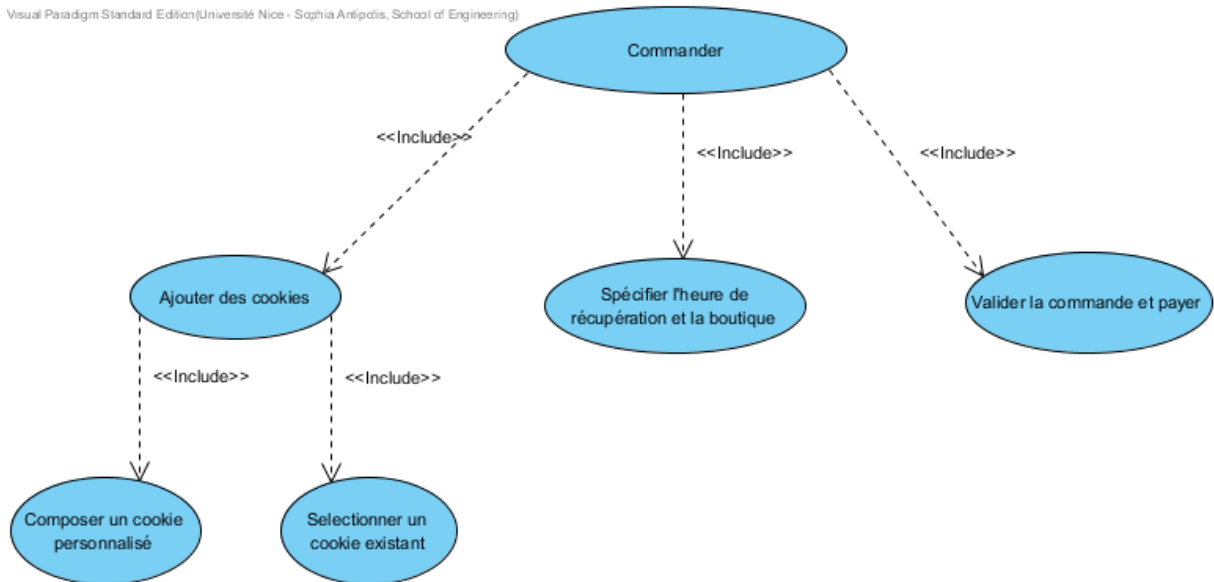 Visual Paradigm Standard Edition(Université Nice - Sophia Antipolis, School of Engineering)
Commander
<<Include>>
<<Include>>
<<Include>>
Ajouter des cookies
Spécifier l'heure de
récupération et la boutique
Valider la commande et payer
<<Include>>
<<Include>>
Composer un cookie
personnalisé
Selectionner un
cookie existant